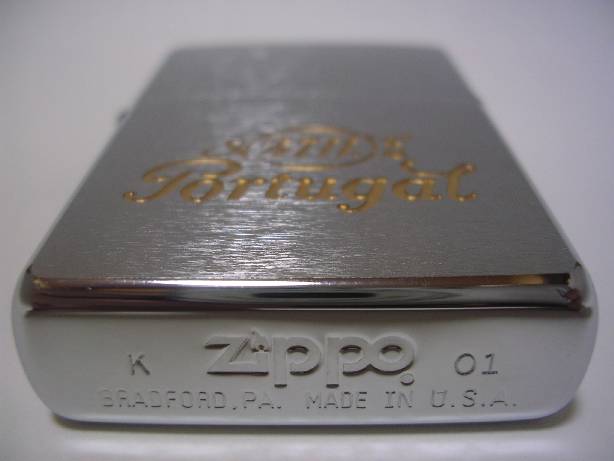 Portugal
K Zippo 01
BRADFORD,PA. MADE IN U.S.A.